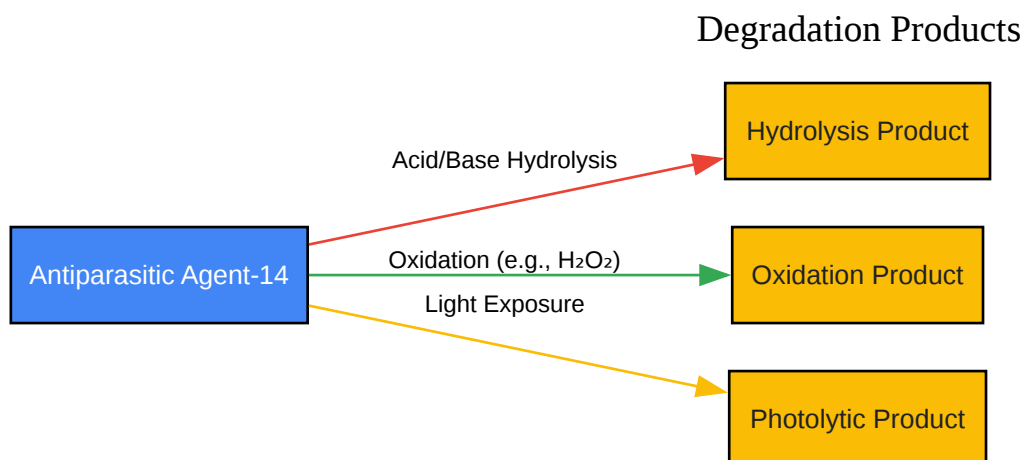 Degradation Products
Hydrolysis Product
Acid/Base Hydrolysis
Antiparasitic Agent-14
Oxidation (e.g., H₂O₂)
Oxidation Product
Light Exposure
Photolytic Product